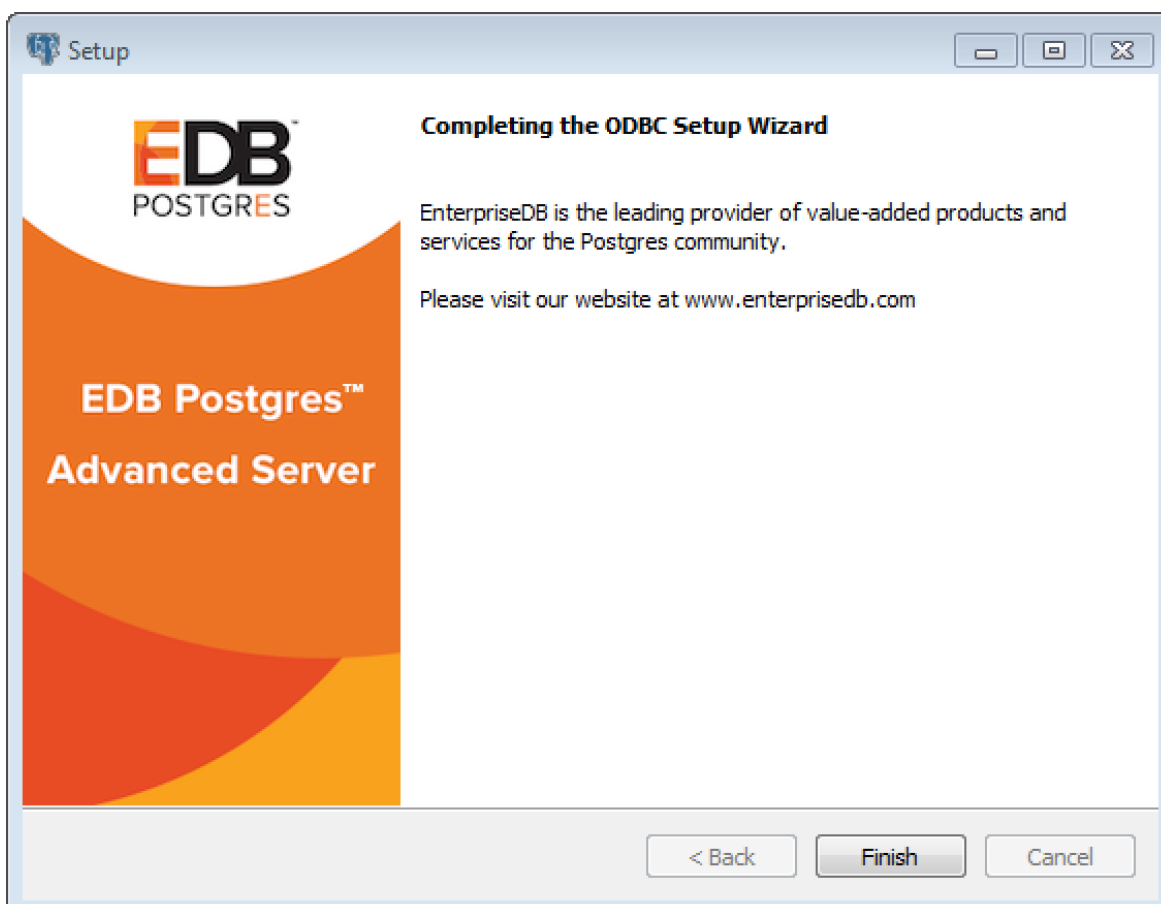 Setup
EDB™
POSTGRES
Completing the ODBC Setup Wizard
EnterpriseDB is the leading provider of value-added products and
services for the Postgres community.
Please visit our website at www.enterprisedb.com
EDB Postgres™
Advanced Server
< Back
Finish
Cancel